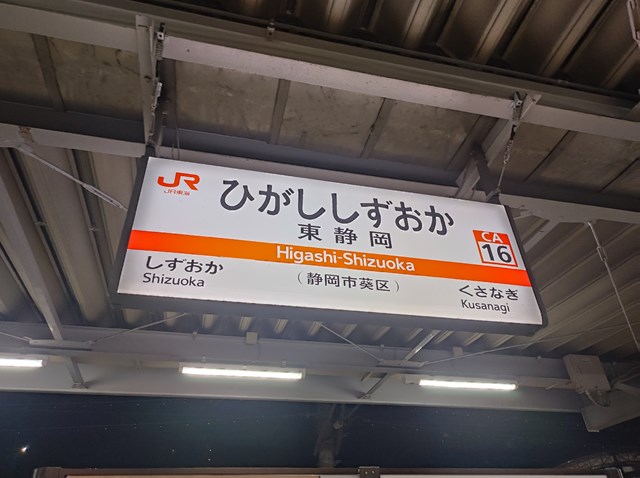 JR
JR東海
ひがししずおか
東静岡
CA
16
Higashi-Shizuoka
しずおか
Shizuoka
（静岡市葵区）
くさなぎ
Kusanagi